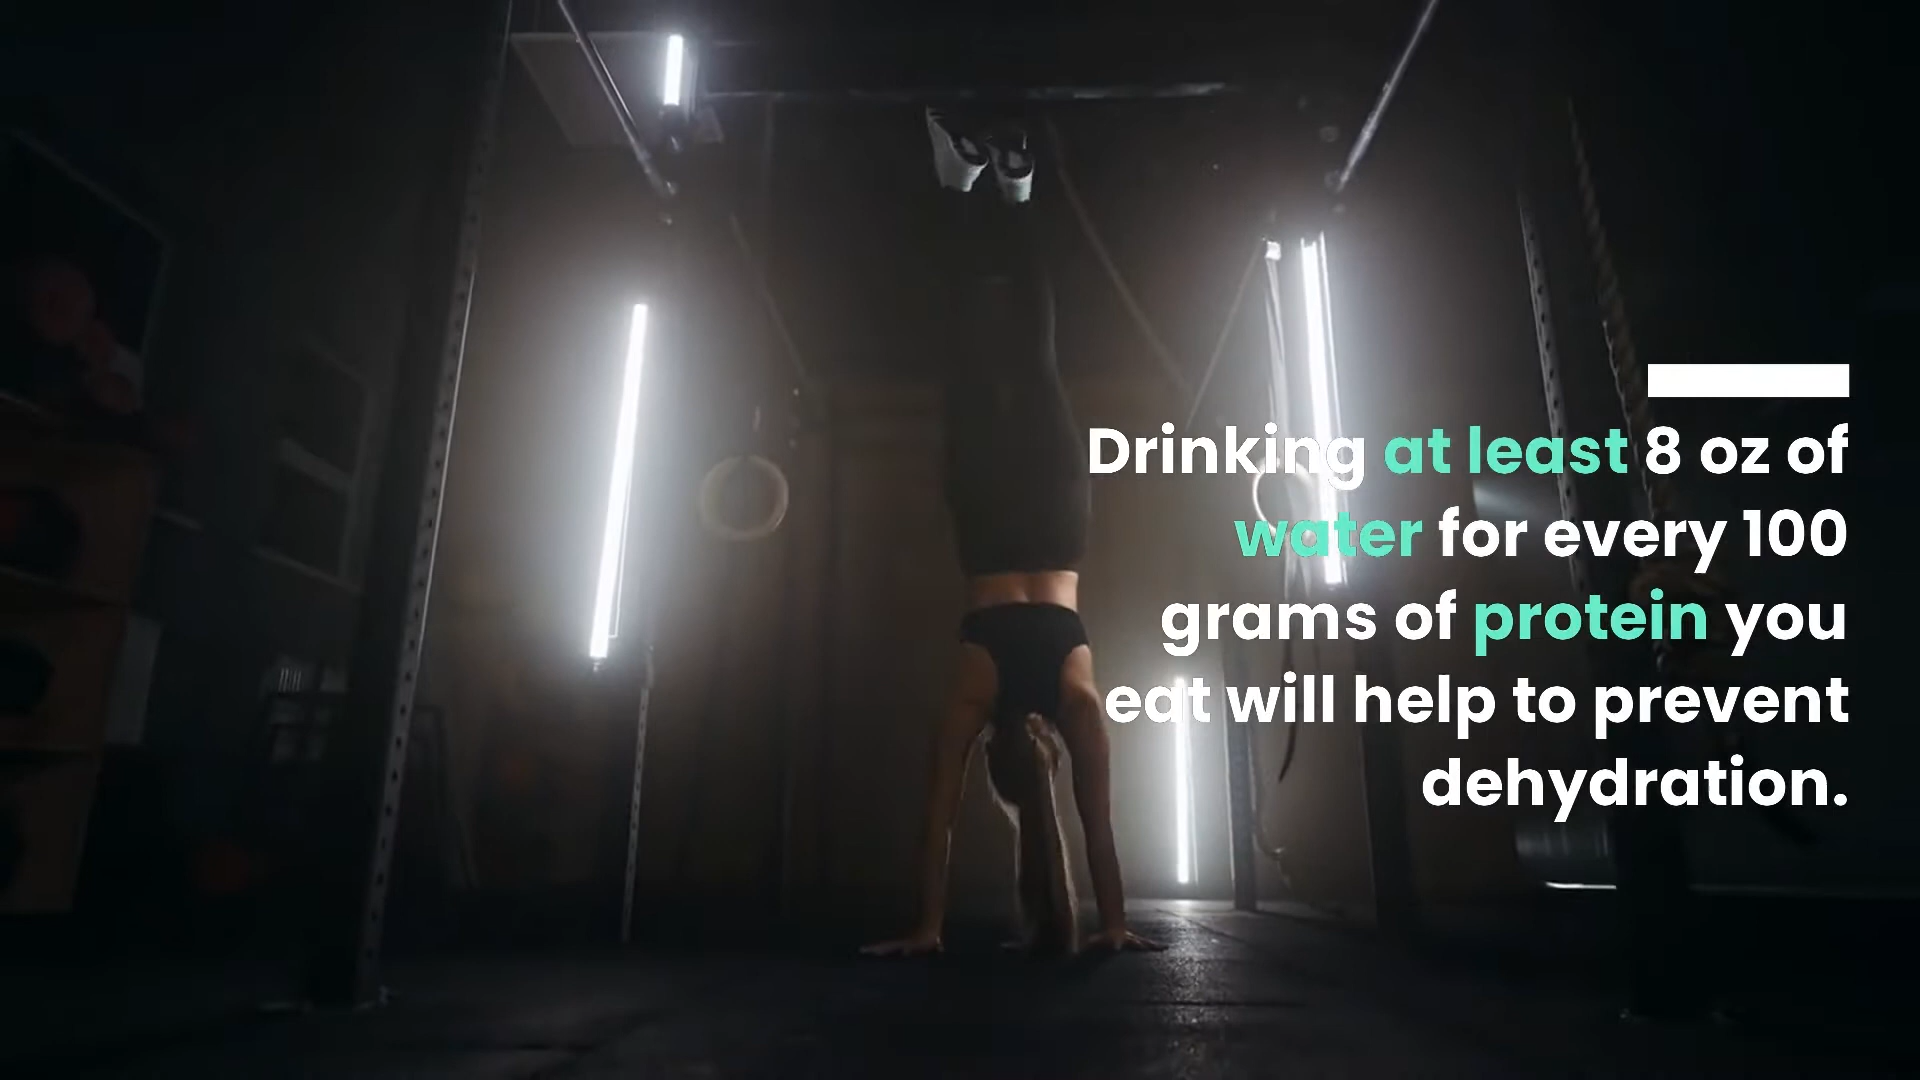 Drinking at least 8 oz of
water for every 100
grams of protein you
eat will help to prevent
dehydration.